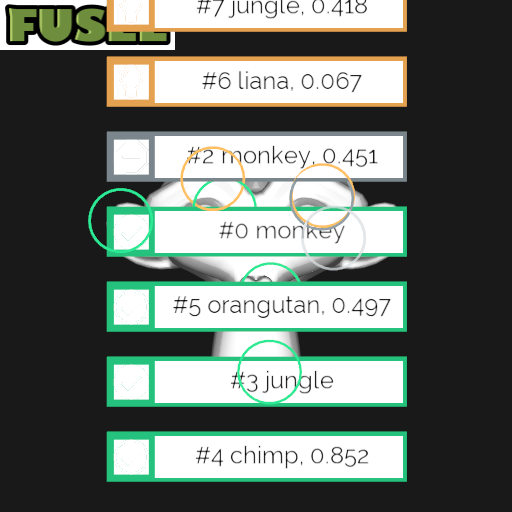 FUSEE
#7 jungle, 0.418
#6 liana, 0.067
#2 monkey, 0.451
#0 monkey
#5 orangutan, 0.497
#3 jungle
#4 chimp, 0.852